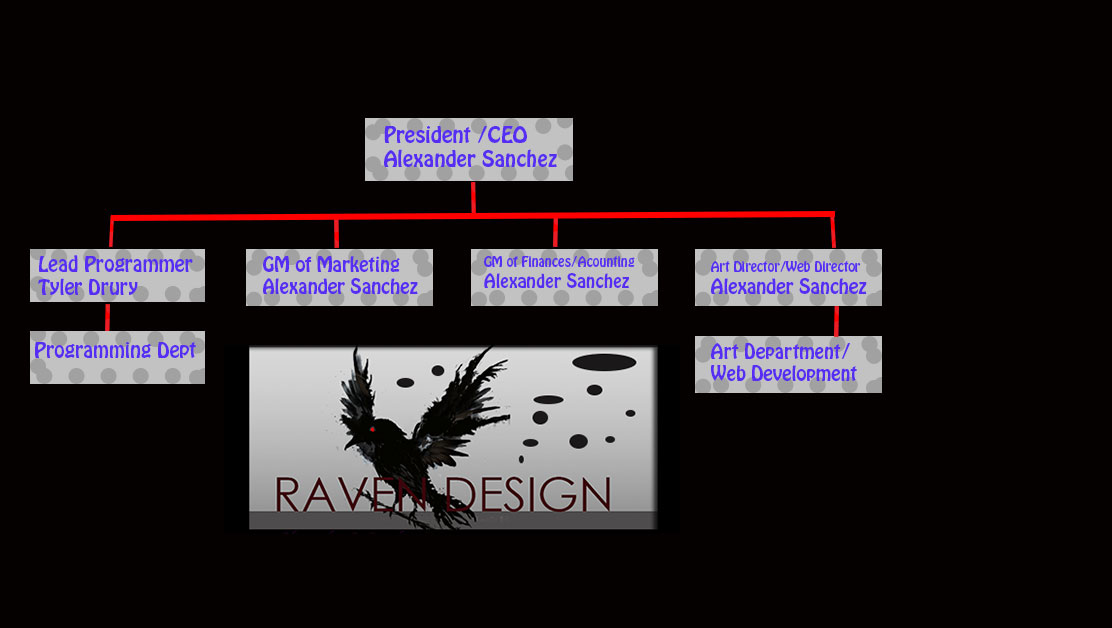 President /CEO
Alexander Sanchez
Lead Programmer
Tyler Drury
GM of Marketing
Alexander Sanchez
GM of Finances/Acounting
Alexander Sanchez
Art Director/Web Director
Alexander Sanchez
Programming Dept
Art Department/
Web Development
RAVEN DESIGN